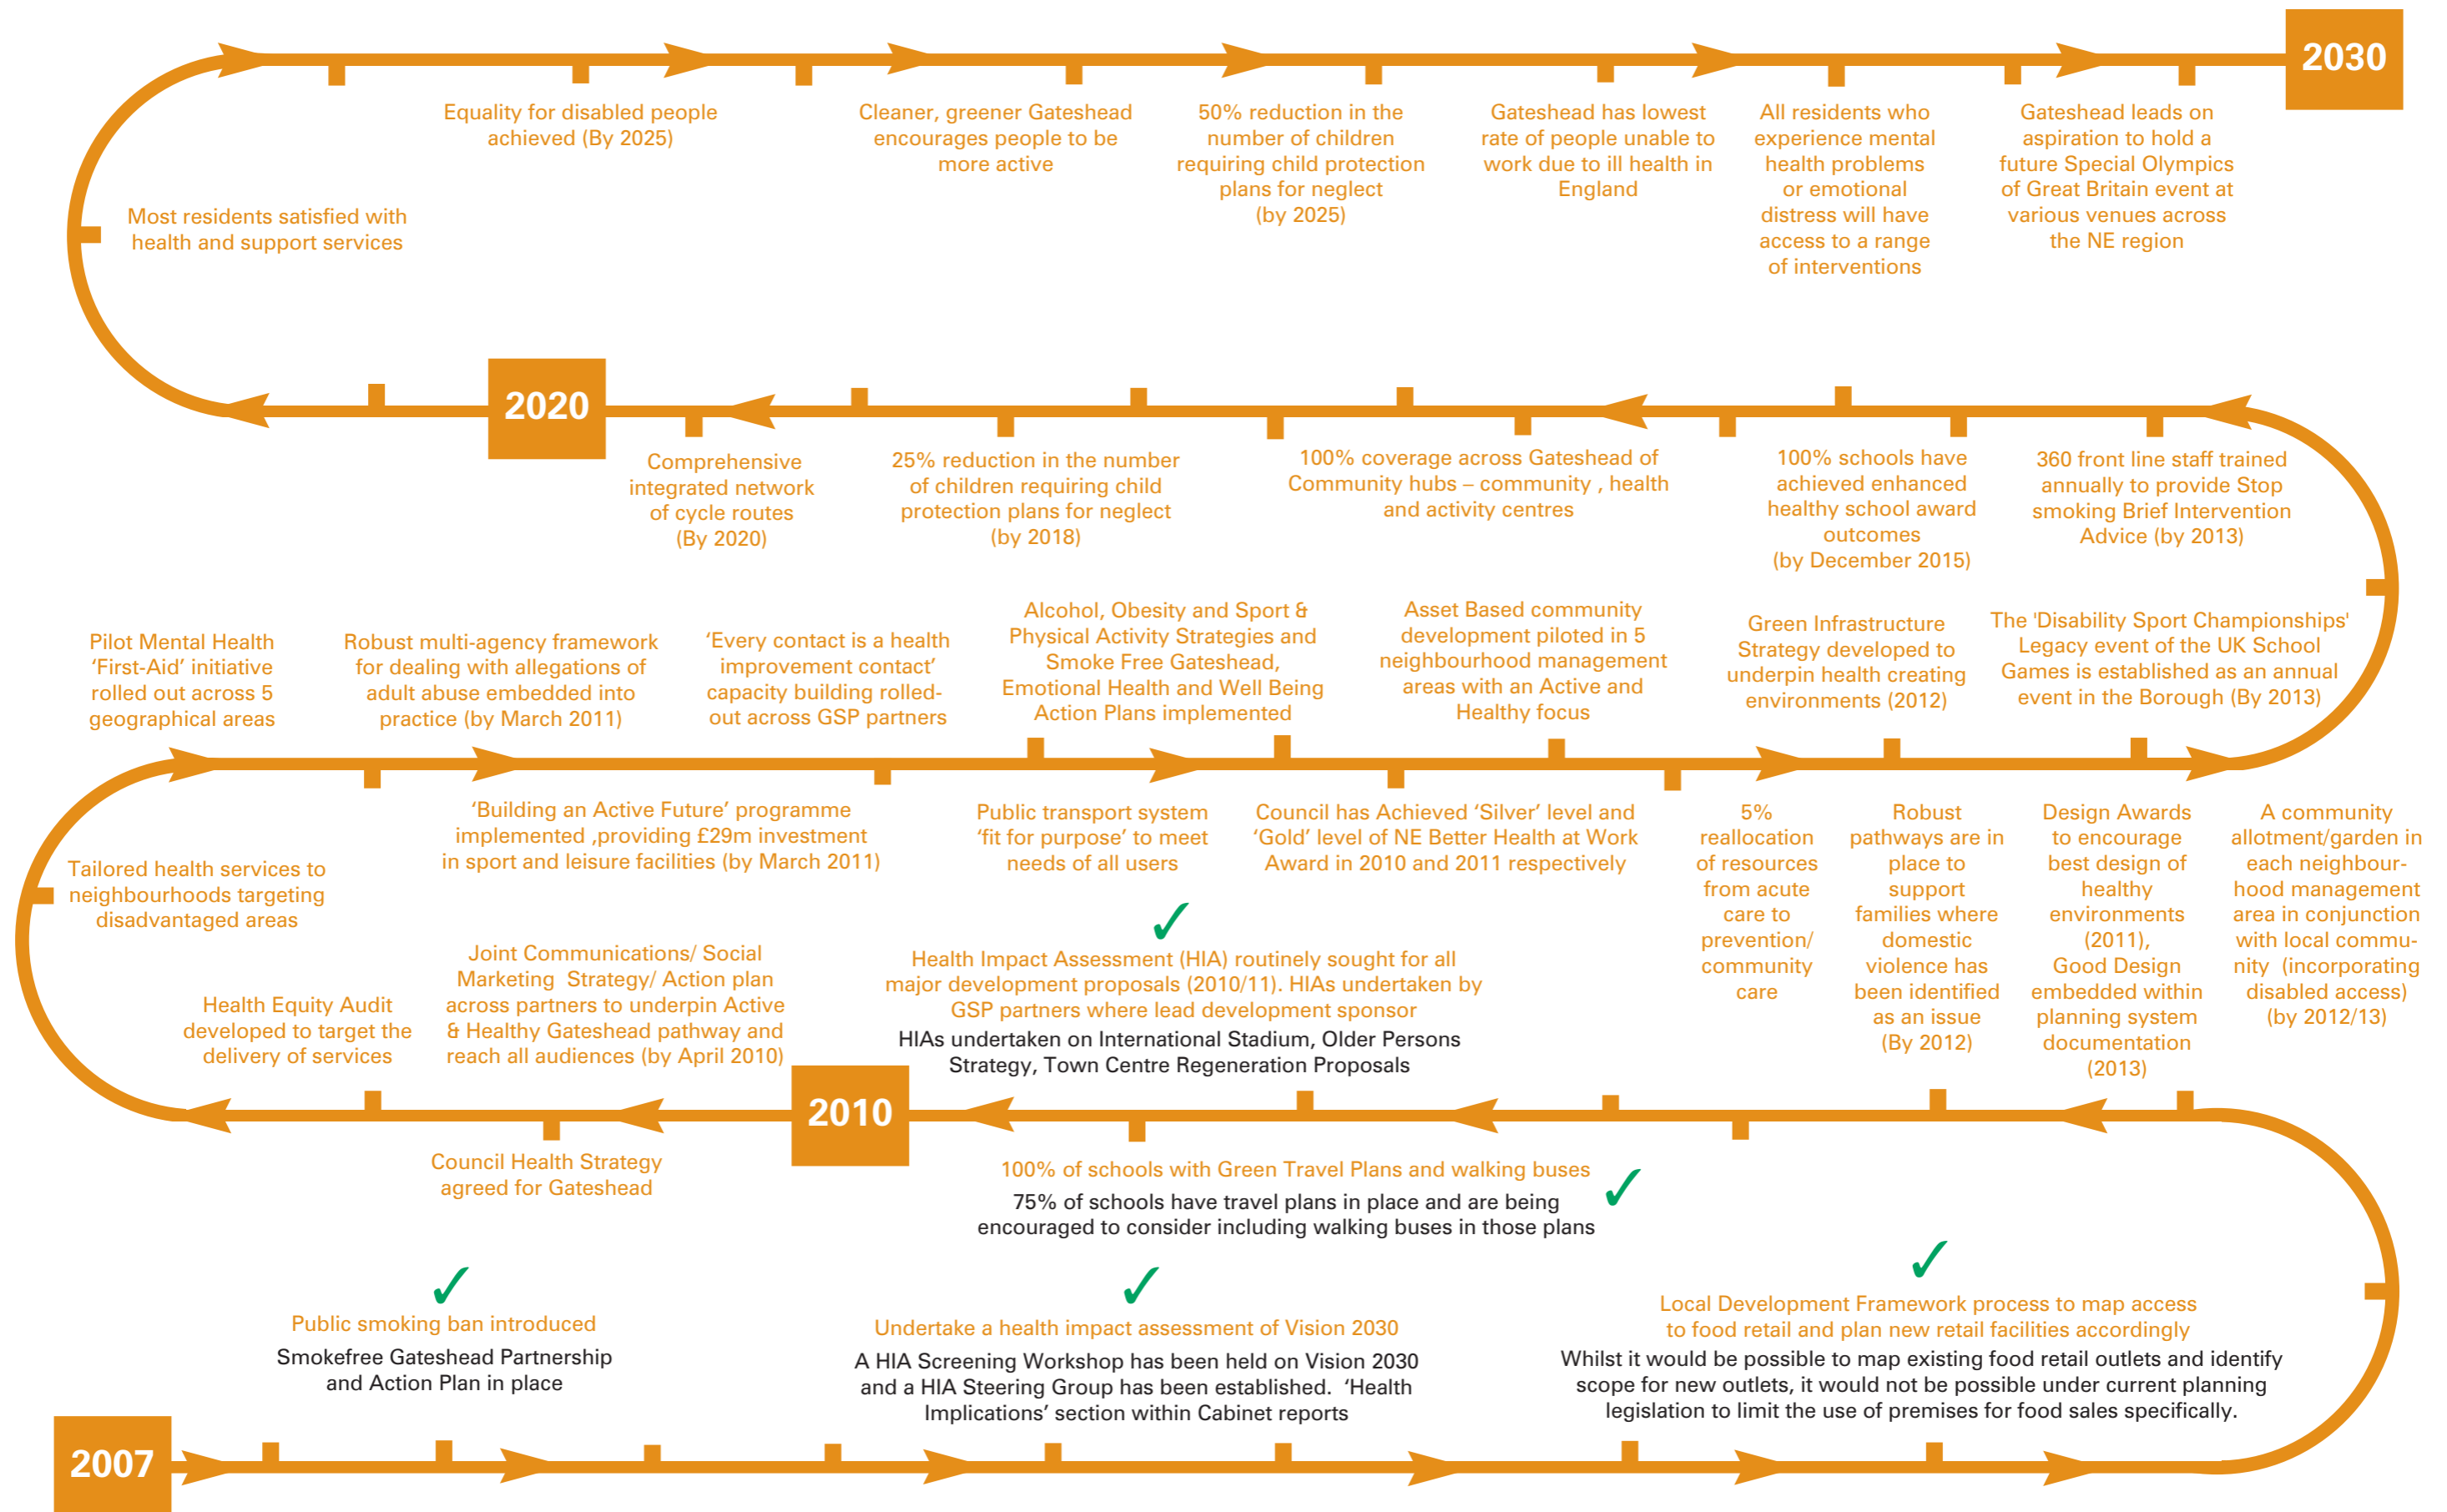 2030
Equality for disabled people
achieved (By 2025)
Cleaner, greener Gateshead
encourages people to be
more active
50% reduction in the
number of children
requiring child protection
plans for neglect
(by 2025)
Gateshead has lowest
rate of people unable to
work due to ill health in
England
All residents who
experience mental
health problems
or emotional
distress will have
access to a range
of interventions
Gateshead leads on
aspiration to hold a
future Special Olympics
of Great Britain event at
various venues across
the NE region
Most residents satisfied with
health and support services
2020
Comprehensive
integrated network
of cycle routes
(By 2020)
25% reduction in the number
of children requiring child
protection plans for neglect
(by 2018)
100% coverage across Gateshead of
Community hubs – community , health
and activity centres
100% schools have
achieved enhanced
healthy school award
outcomes
(by December 2015)
360 front line staff trained
annually to provide Stop
smoking Brief Intervention
Advice (by 2013)
Pilot Mental Health
‘First-Aid’ initiative
rolled out across 5
geographical areas
Robust multi-agency framework
for dealing with allegations of
adult abuse embedded into
practice (by March 2011)
‘Every contact is a health
improvement contact’
capacity building rolled-
out across GSP partners
Alcohol, Obesity and Sport &
Physical Activity Strategies and
Smoke Free Gateshead,
Emotional Health and Well Being
Action Plans implemented
Asset Based community
development piloted in 5
neighbourhood management
areas with an Active and
Healthy focus
Green Infrastructure
Strategy developed to
underpin health creating
environments (2012)
The 'Disability Sport Championships'
Legacy event of the UK School
Games is established as an annual
event in the Borough (By 2013)
Tailored health services to
neighbourhoods targeting
disadvantaged areas
‘Building an Active Future’ programme
implemented ,providing £29m investment
in sport and leisure facilities (by March 2011)
Public transport system
‘fit for purpose’ to meet
needs of all users
Council has Achieved ‘Silver’ level and
‘Gold’ level of NE Better Health at Work
Award in 2010 and 2011 respectively
5%
reallocation
of resources
from acute
care to
prevention/
community
care
Robust
pathways are in
place to
support
families where
domestic
violence has
been identified
as an issue
(By 2012)
Design Awards
to encourage
best design of
healthy
environments
(2011),
Good Design
embedded within
planning system
documentation
(2013)
A community
allotment/garden in
each neighbour-
hood management
area in conjunction
with local commu-
nity (incorporating
disabled access)
(by 2012/13)
Health Equity Audit
developed to target the
delivery of services
Joint Communications/ Social
Marketing Strategy/ Action plan
across partners to underpin Active
& Healthy Gateshead pathway and
reach all audiences (by April 2010)
Health Impact Assessment (HIA) routinely sought for all
major development proposals (2010/11). HIAs undertaken by
GSP partners where lead development sponsor
HIAs undertaken on International Stadium, Older Persons
Strategy, Town Centre Regeneration Proposals
2010
Council Health Strategy
agreed for Gateshead
100% of schools with Green Travel Plans and walking buses
75% of schools have travel plans in place and are being
encouraged to consider including walking buses in those plans
Public smoking ban introduced
Smokefree Gateshead Partnership
and Action Plan in place
Undertake a health impact assessment of Vision 2030
A HIA Screening Workshop has been held on Vision 2030
and a HIA Steering Group has been established. ‘Health
Implications’ section within Cabinet reports
Local Development Framework process to map access
to food retail and plan new retail facilities accordingly
Whilst it would be possible to map existing food retail outlets and identify
scope for new outlets, it would not be possible under current planning
legislation to limit the use of premises for food sales specifically.
2007